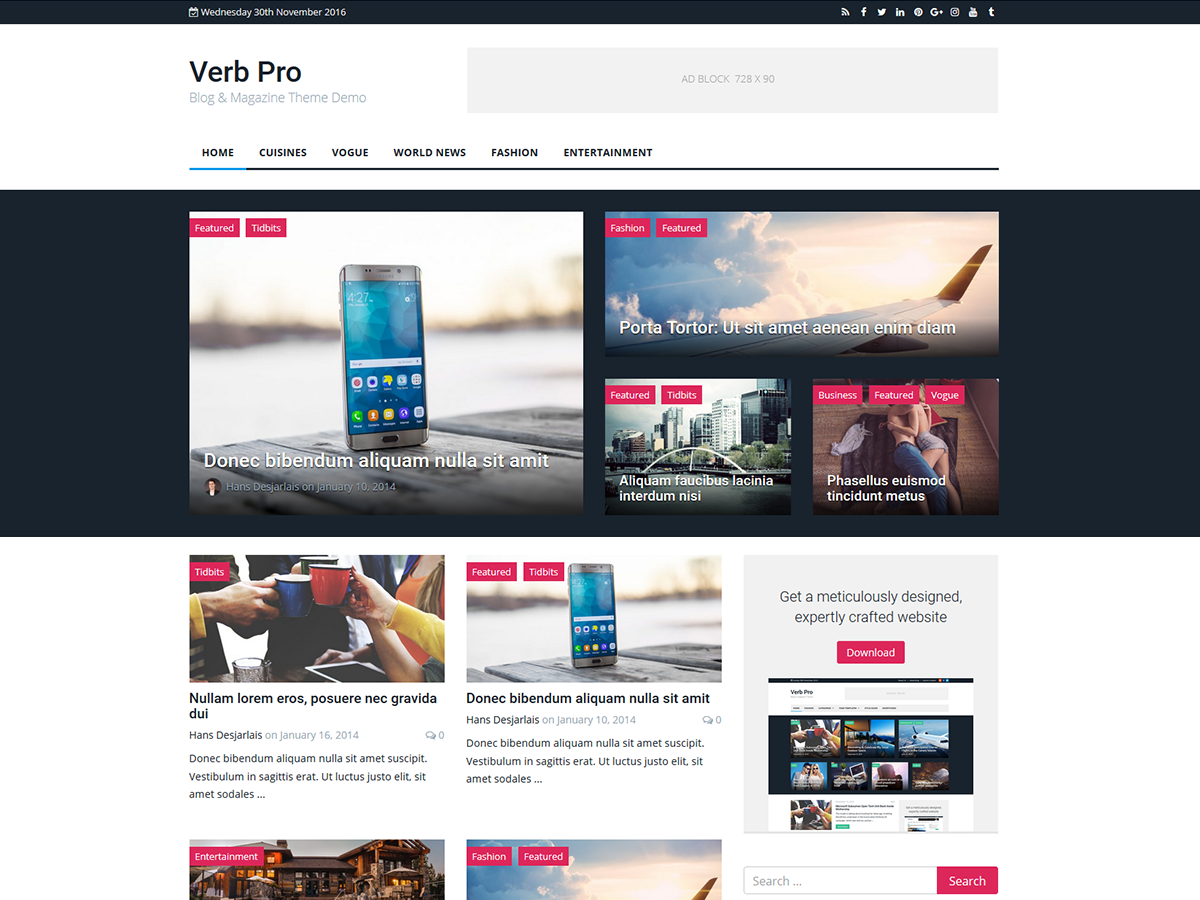 Wednesday 30th November 2016
Verb Pro
Blog & Magazine Theme Demo
AD BLOCK 728 X 90
HOME CUISINES VOGUE WORLD NEWS FASHION ENTERTAINMENT
Featured Tidbits
4:27
Donec bibendum aliquam nulla sit amit
Hans Desjarlais on January 10, 2014
Fashion Featured
Porta Tortor: Ut sit amet aenean enim diam
Featured Tidbits
Aliquam faucibus lacinia
interdum nisi
Business Featured Vogue
Phasellus euismod
tincidunt metus
Tidbits
Nullam lorem eros, posuere nec gravida
dui
Hans Desjarlais on January 16, 2014 0
Donec bibendum aliquam nulla sit amet suscipit.
Vestibulum in sagittis erat. Ut luctus justo elit, sit
amet sodales ...
Featured Tidbits
Donec bibendum aliquam nulla sit amit
Hans Desjarlais on January 10, 2014 0
Donec bibendum aliquam nulla sit amet suscipit.
Vestibulum in sagittis erat. Ut luctus justo elit, sit
amet sodales ...
Get a meticulously designed,
expertly crafted website
Download
Verb Pro
Entertainment
Fashion Featured
Search ... Search